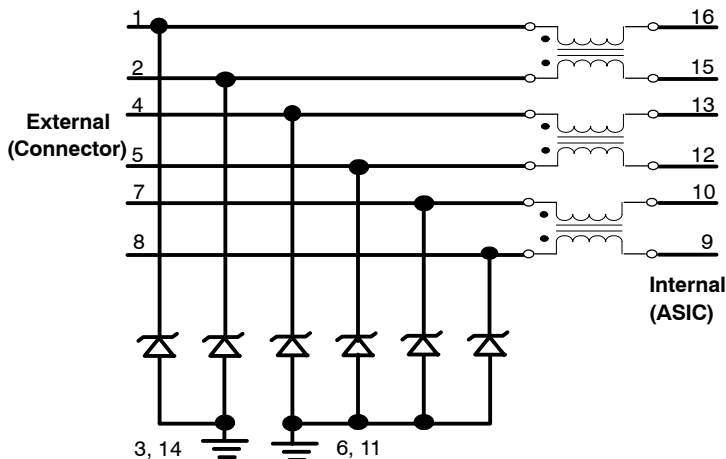 1 16
2 15
4 13
External
(Connector)
5 12
7 10
8 9
Internal
(ASIC)
3, 14 6, 11